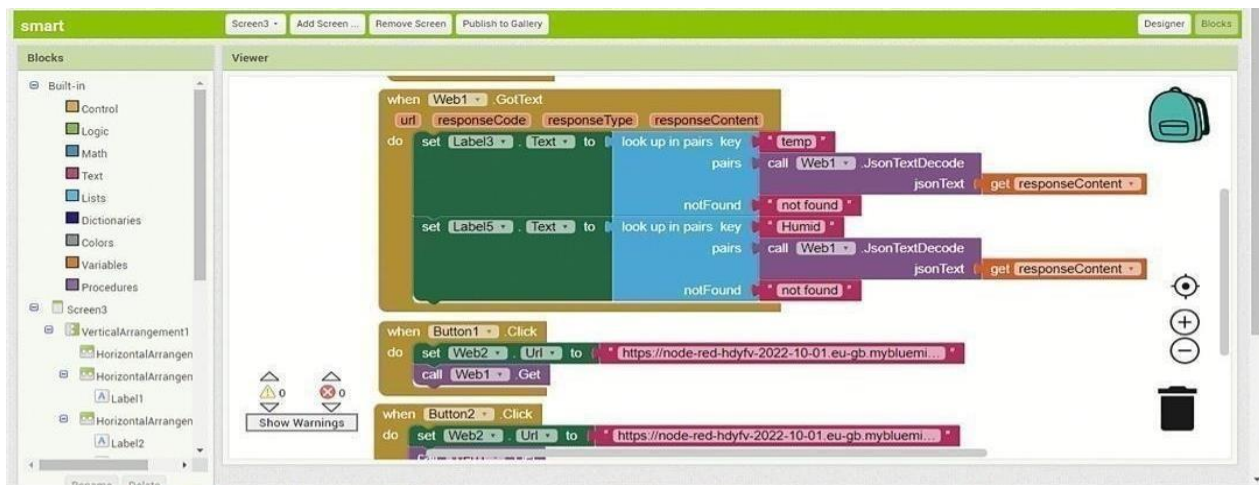 smart
Screen3 Add Screen ... Remove Screen Publish to Gallery Designer Blocks
Blocks
Viewer
Built-in
Control
Logic
Math
Text
Lists
Dictionaries
Colors
Variables
Procedures
Screen3
VerticalArrangement1
HorizontalArrangen
HorizontalArrangen
Label1
HorizontalArrangen
Label2
Rename Delete
when Web1 .GotText
url responseCode responseType responseContent
do set Label3 . Text to look up in pairs key " temp "
pairs call Web1 .JsonTextDecode
jsonText get responseContent
notFound " not found "
set Label5 . Text to look up in pairs key " Humid "
pairs call Web1 .JsonTextDecode
jsonText get responseContent
notFound " not found "
when Button1 .Click
do set Web2 . Url to " https://node-red-hdyfv-2022-10-01.eu-gb.mybluemi... "
call Web1 .Get
when Button2 .Click
do set Web2 . Url to " https://node-red-hdyfv-2022-10-01.eu-gb.mybluemi... "
0 0
Show Warnings